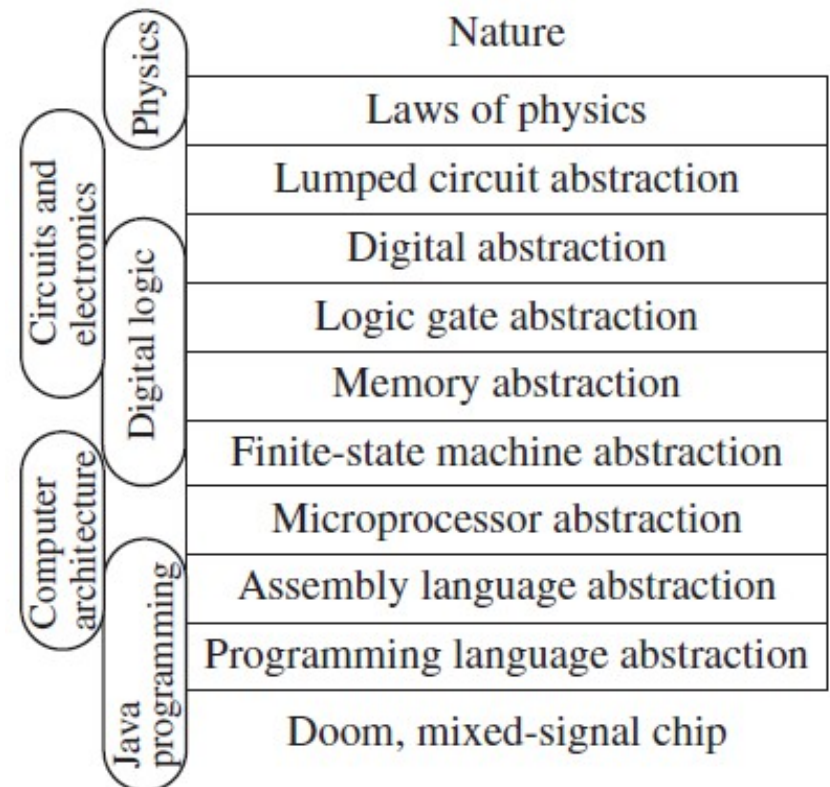 Physics
Circuits and
electronics
Digital logic
Computer
architecture
Java
programming
Nature
Laws of physics
Lumped circuit abstraction
Digital abstraction
Logic gate abstraction
Memory abstraction
Finite-state machine abstraction
Microprocessor abstraction
Assembly language abstraction
Programming language abstraction
Doom, mixed-signal chip